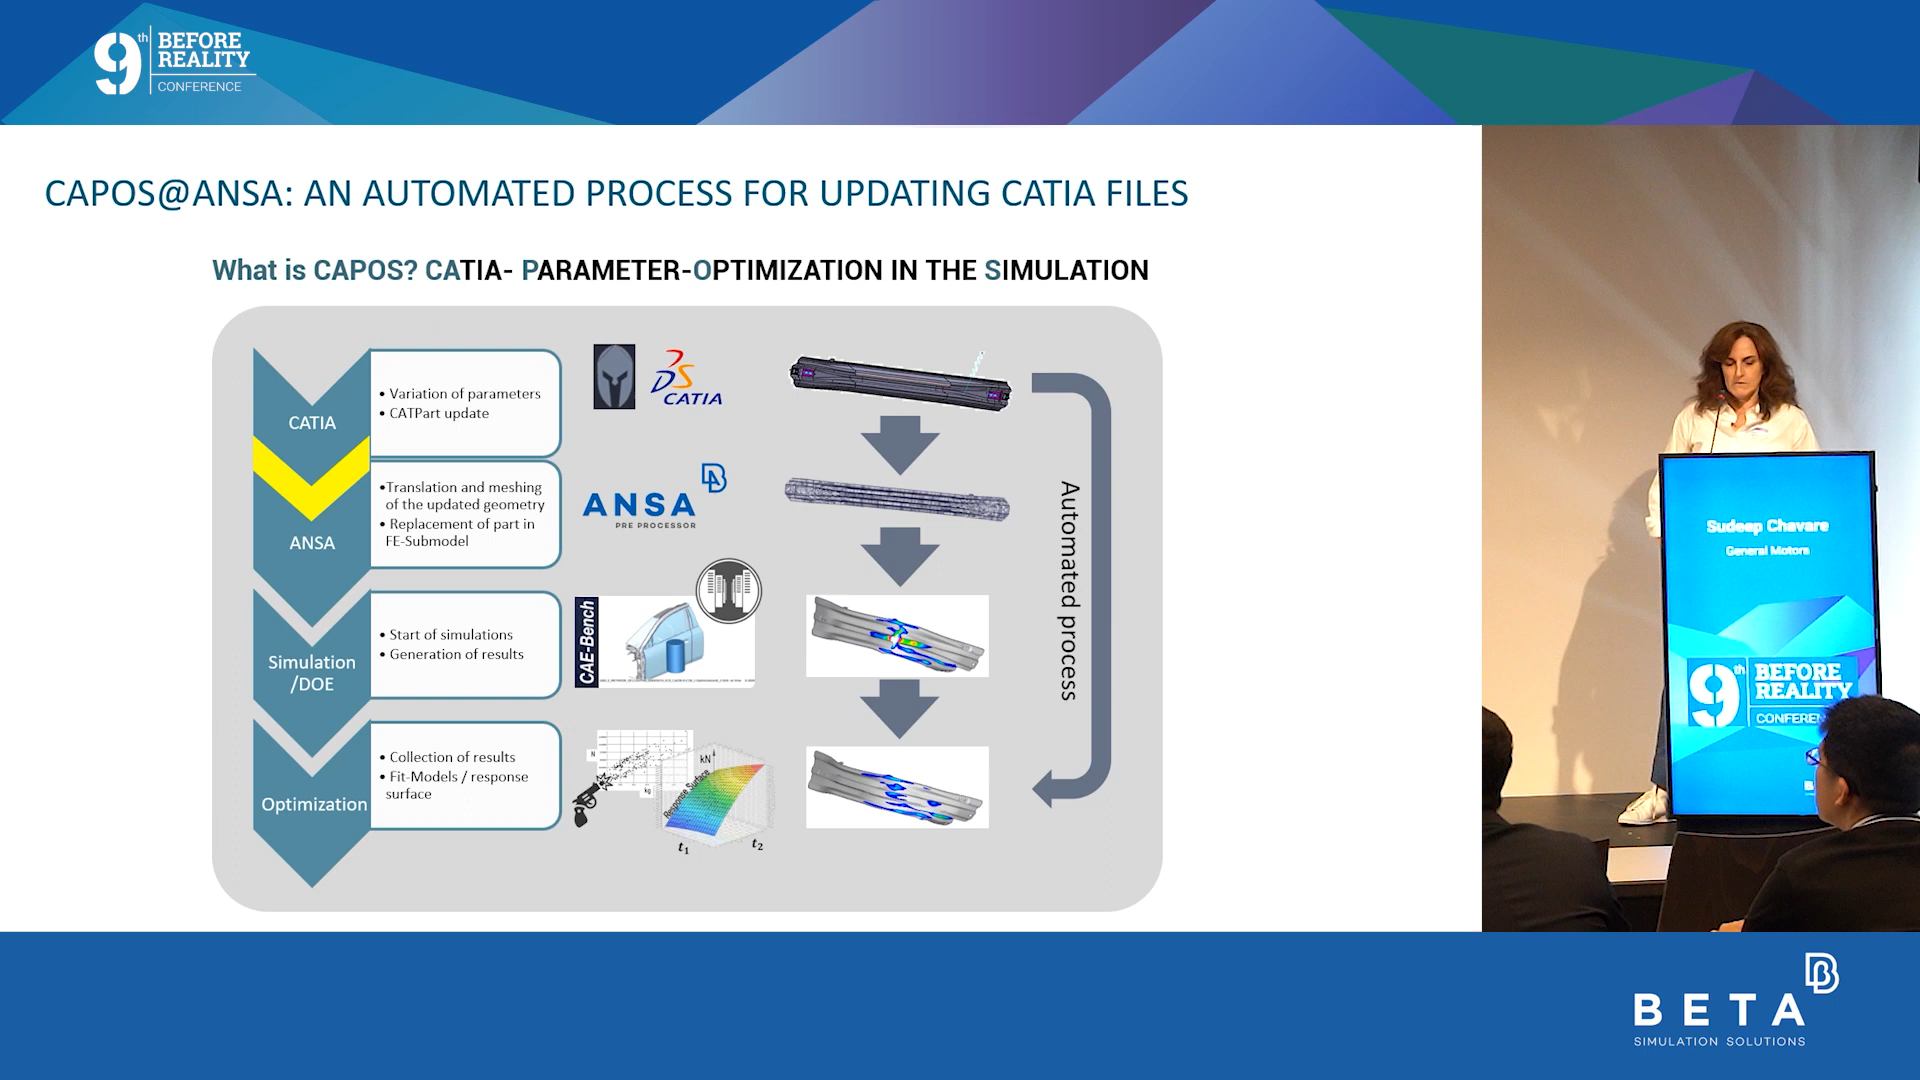 9th BEFORE
REALITY
CONFERENCE
CAPOS@ANSA: AN AUTOMATED PROCESS FOR UPDATING CATIA FILES
What is CAPOS? CATIA- PARAMETER-OPTIMIZATION IN THE SIMULATION
CATIA
• Variation of parameters
• CATPart update
CATIA
ANSA
•Translation and meshing
of the updated geometry
• Replacement of part in
FE-Submodel
ANSA
PRE PROCESSOR
Simulation
/DOE
• Start of simulations
• Generation of results
CAE-Bench
Optimization
• Collection of results
• Fit-Models / response
surface
N
kg
kN
Response Surface
t1
t2
Automated process
Sudeep Chavare
General Motors
9th BEFORE
REALITY
CONFEREN
BETA
SIMULATION SOLUTIONS